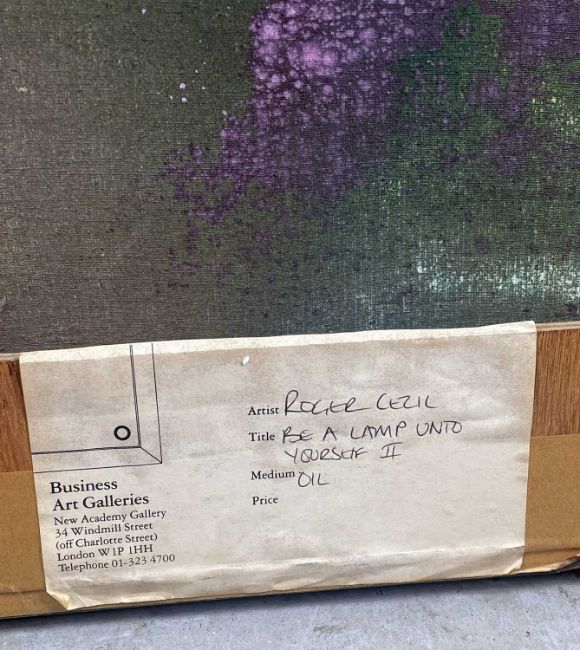 Artist ROGER CECIL
Title BE A LAMP UNTO
YOURSELF II
Medium OIL
Price
Business
Art Galleries
New Academy Gallery
34 Windmill Street
(off Charlotte Street)
London W1P 1HH
Telephone 01-323 4700